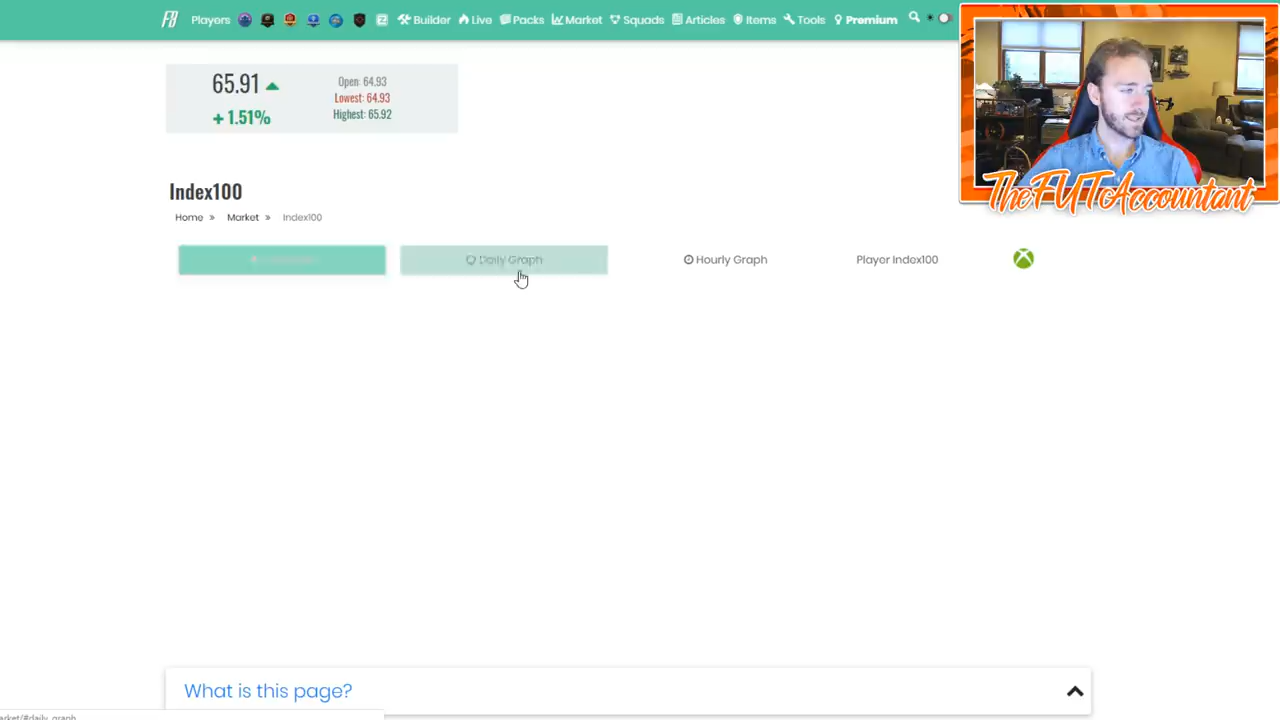 Players Builder Live Packs Market Squads Articles Items Tools Premium
65.91
+ 1.51%
Open: 64.93
Lowest: 64.93
Highest: 65.92
TheFUTAccountant
Index100
Home » Market » Index100
Daily Graph Hourly Graph Player Index100
What is this page?
arket/#daily_graph